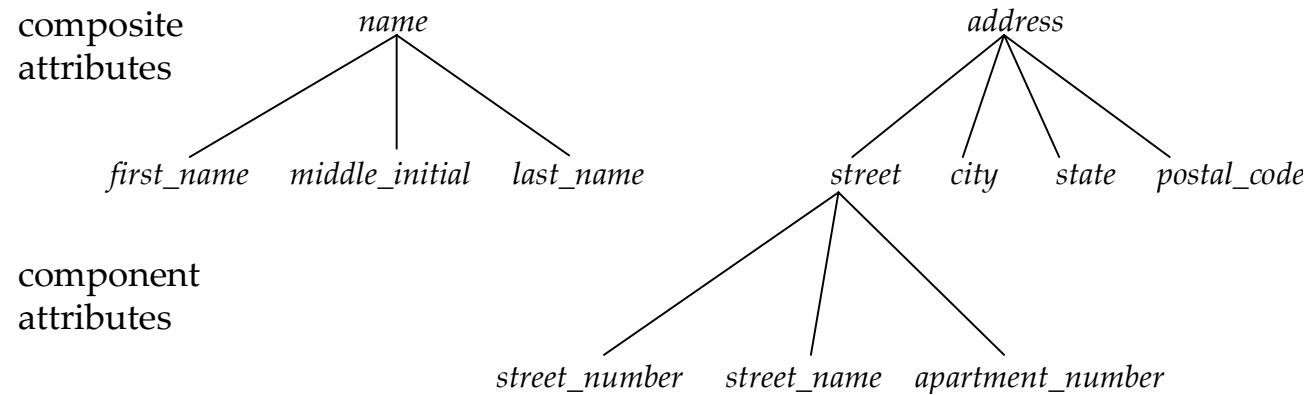 composite
attributes
name
address
first_name middle_initial last_name
street city state postal_code
component
attributes
street_number street_name apartment_number